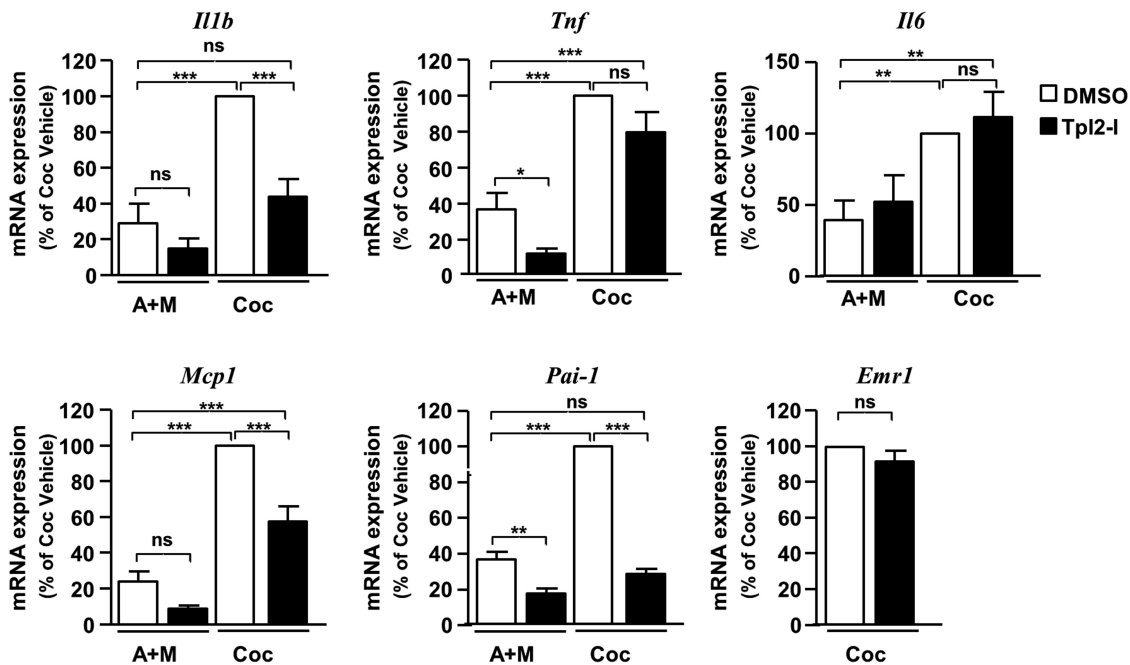 Il1b
ns
***
***
ns
mRNA expression
(% of Coc Vehicle)
120
100
80
60
40
20
0
A+M
Coc
Tnf
***
***
ns
*
mRNA expression
(% of Coc Vehicle)
120
100
80
60
40
20
0
A+M
Coc
Il6
**
**
ns
mRNA expression
(% of Coc Vehicle)
150
100
50
0
A+M
Coc
DMSO
Tpl2-I
Mcp1
***
***
***
ns
mRNA expression
(% of Coc Vehicle)
120
100
80
60
40
20
0
A+M
Coc
Pai-1
ns
***
***
**
mRNA expression
(% of Coc Vehicle)
120
100
80
60
40
20
0
A+M
Coc
Emr1
ns
mRNA expression
(% of Coc Vehicle)
120
100
80
60
40
20
0
Coc